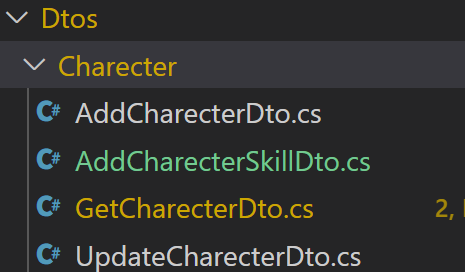 Dtos
Charecter
C# AddCharecterDto.cs
C# AddCharecterSkillDto.cs
C# GetCharecterDto.cs 2,
C# UpdateCharecterDto.cs